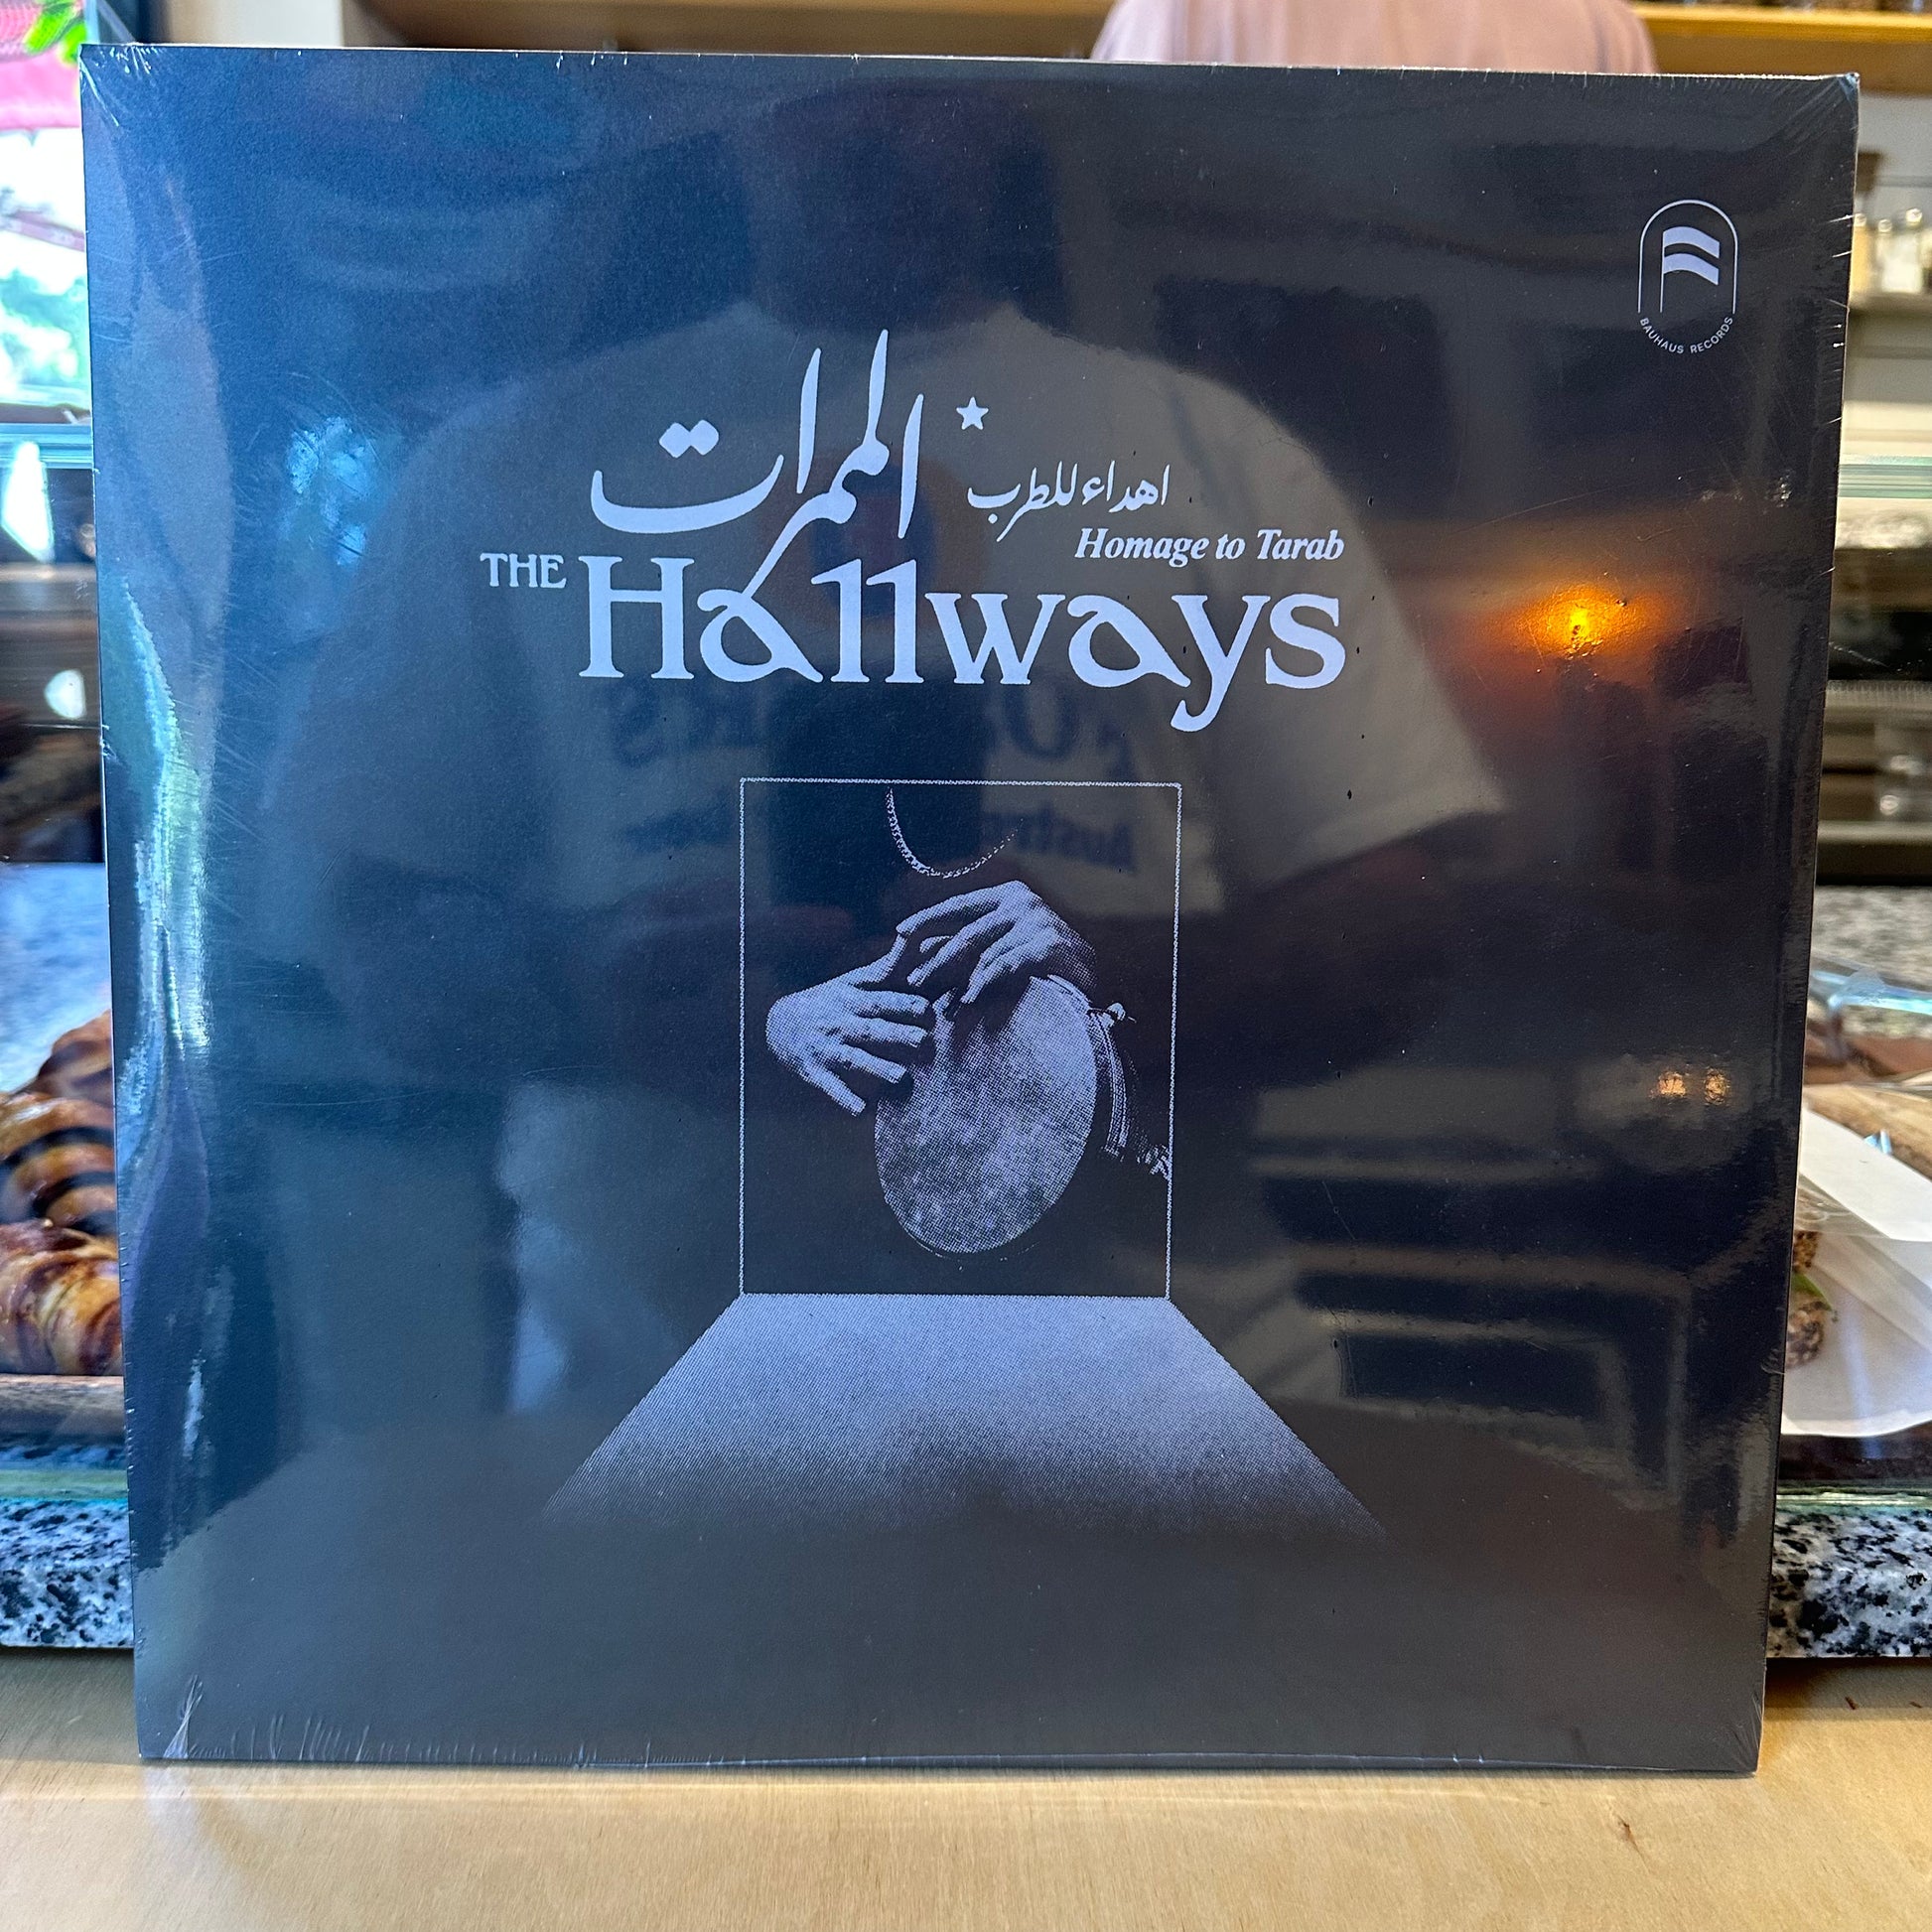 الممرات
اهداء للطرب
Homage to Tarab
THE Hallways
BAUHAUS RECORDS